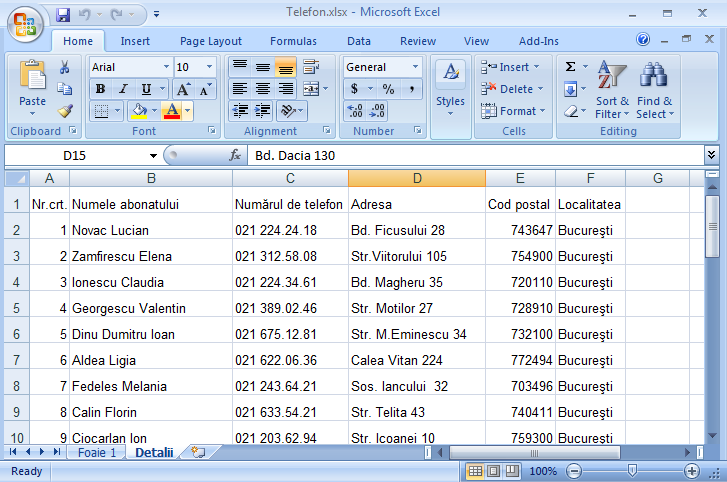 Telefon.xlsx - Microsoft Excel
Home Insert Page Layout Formulas Data Review View Add-Ins
Paste
Clipboard
Arial 10
B I U A A
A
Font
Alignment
General
$ % ,
.00 .0
Number
Styles
Insert
Delete
Format
Cells
Σ
Sort & Filter
Find & Select
Editing
D15 fx Bd. Dacia 130
A B C D E F G
1 Nr.crt. Numele abonatului Numărul de telefon Adresa Cod postal Localitatea
2 1 Novac Lucian 021 224.24.18 Bd. Ficusului 28 743647 Bucureşti
3 2 Zamfirescu Elena 021 312.58.08 Str.Viitorului 105 754900 Bucureşti
4 3 Ionescu Claudia 021 224.34.61 Bd. Magheru 35 720110 Bucureşti
5 4 Georgescu Valentin 021 389.02.46 Str. Motilor 27 728910 Bucureşti
6 5 Dinu Dumitru Ioan 021 675.12.81 Str. M.Eminescu 34 732100 Bucureşti
7 6 Aldea Ligia 021 622.06.36 Calea Vitan 224 772494 Bucureşti
8 7 Fedeles Melania 021 243.64.21 Sos. Iancului  32 703496 Bucureşti
9 8 Calin Florin 021 633.54.21 Str. Telita 43 740411 Bucureşti
10 9 Ciocarlan Ion 021 203.62.94 Str. Icoanei 10 759300 Bucureşti
Foaie 1 Detalii
Ready 100%